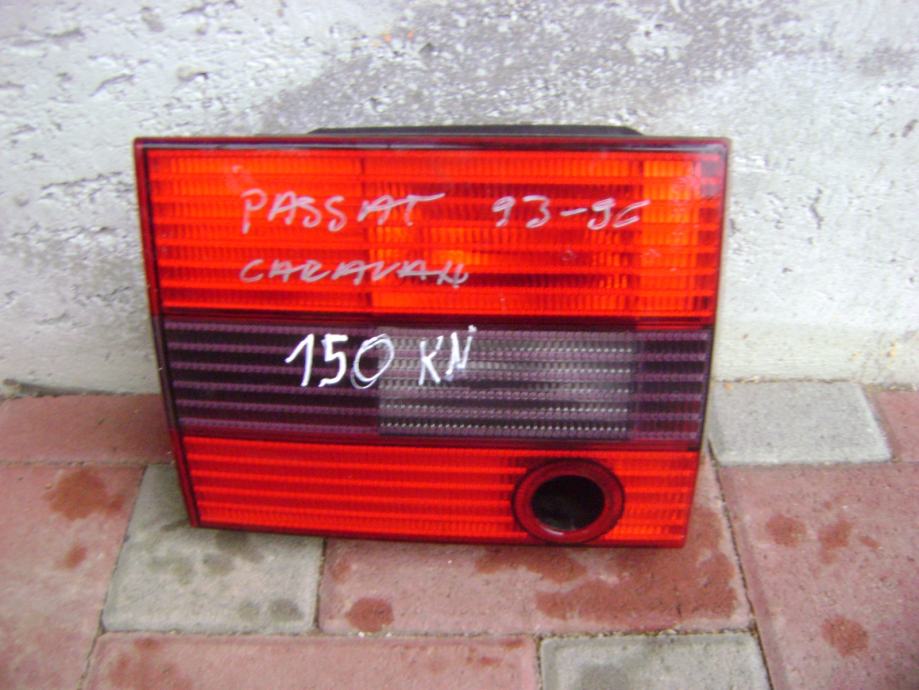 PASSAT 93-96
CARAVAN
150 KN